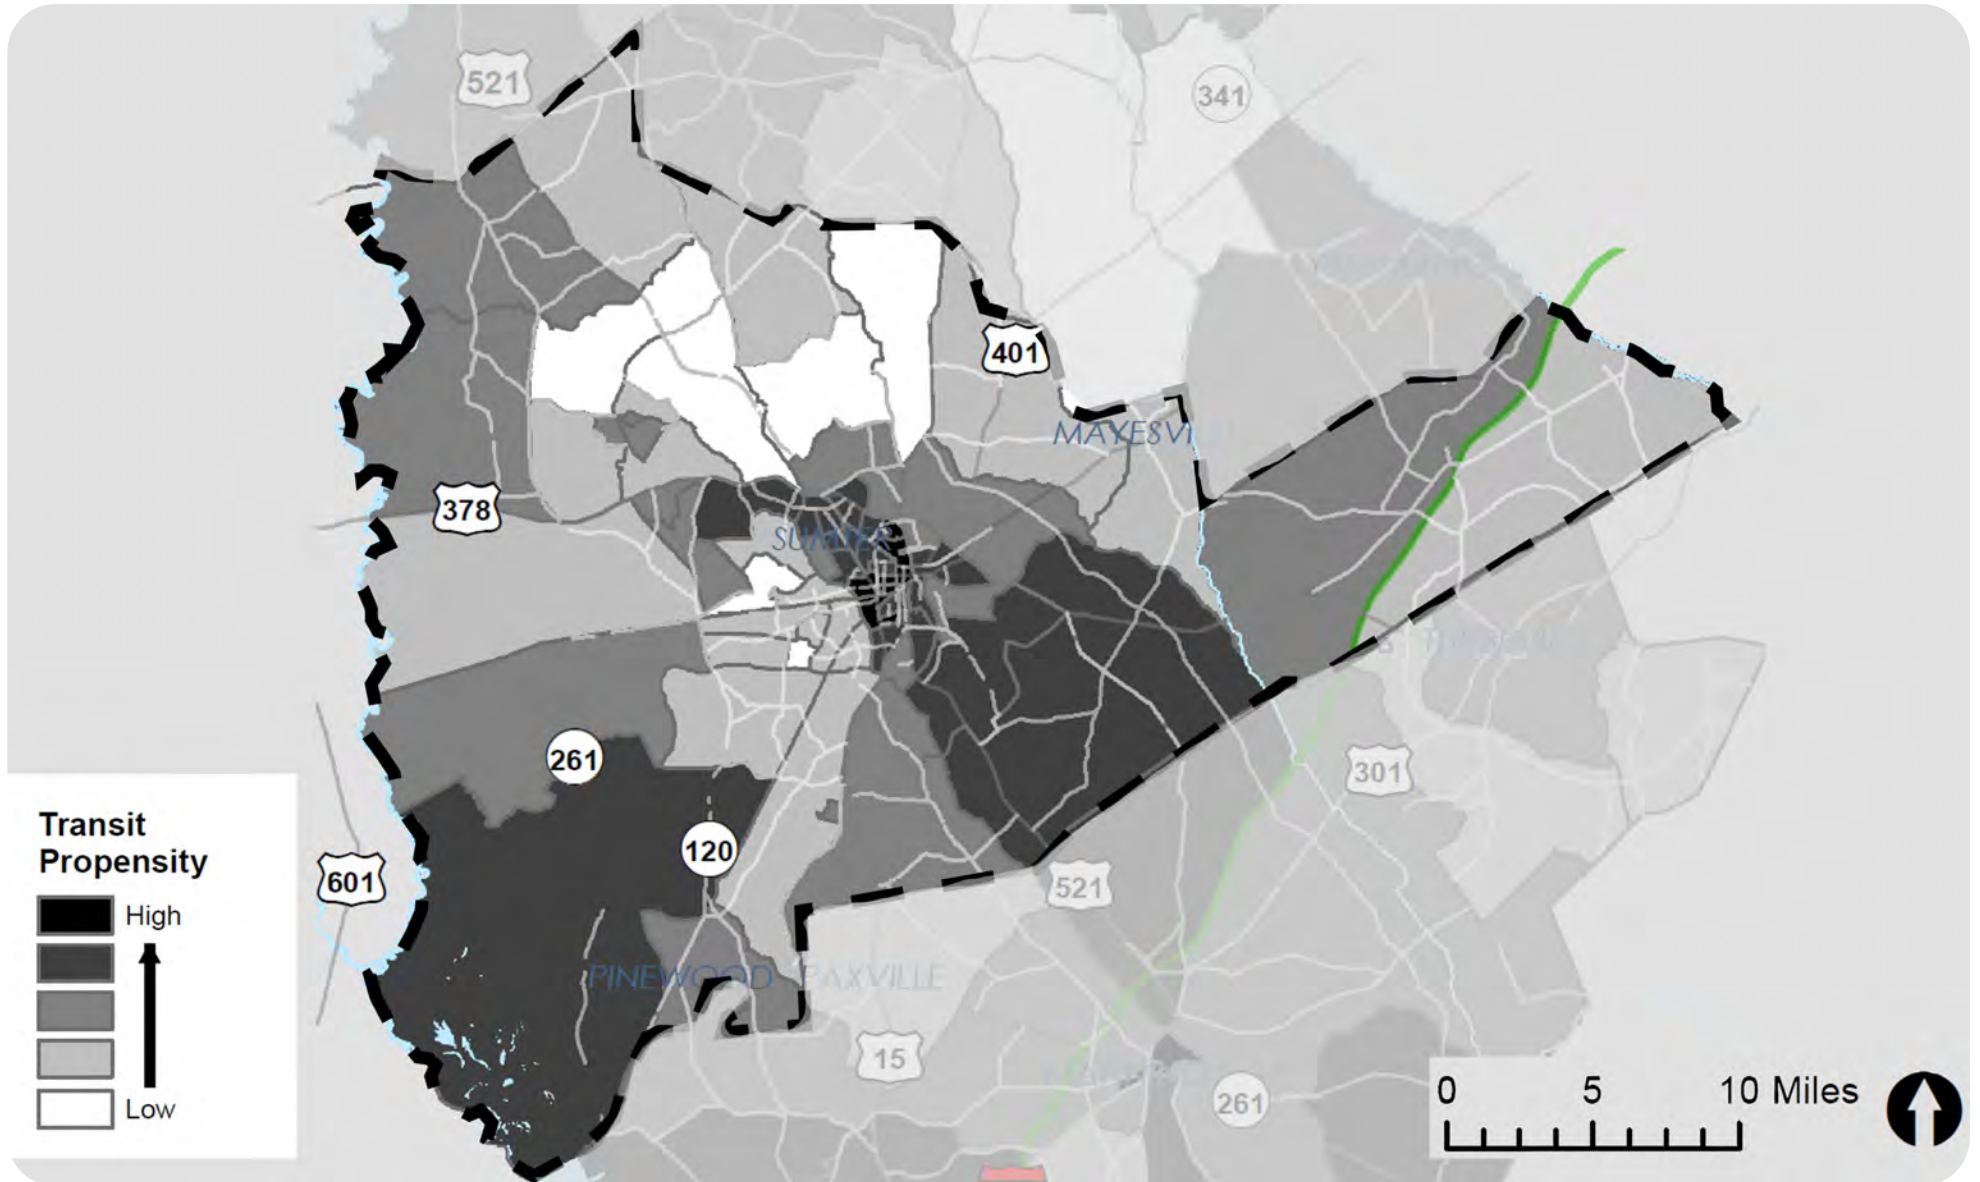 521
341
401
MAYESVI
378
SUMTER
261
301
Transit
Propensity
High
Low
120
601
521
PINEWOOD
PAXVILLE
15
261
0 5 10 Miles